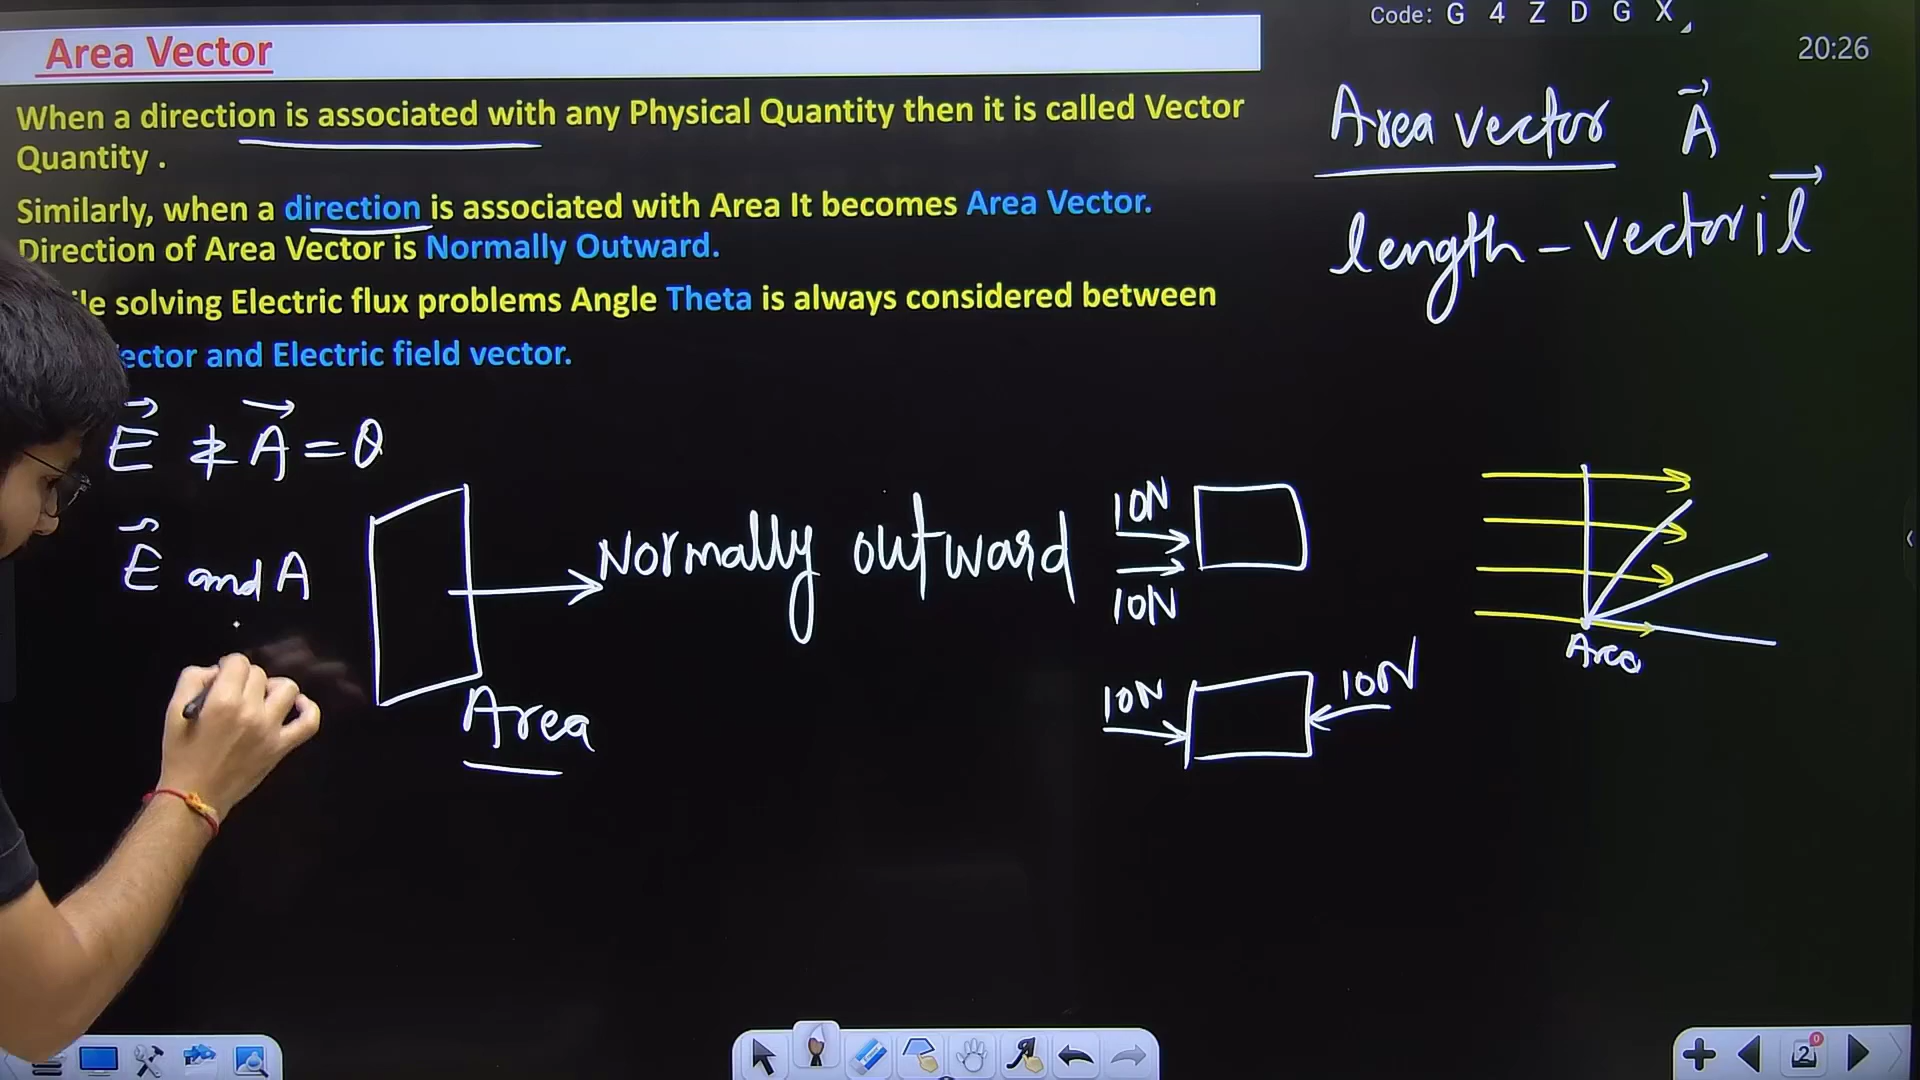 Code: G 4 Z D G X
20:26
Area Vector
When a direction is associated with any Physical Quantity then it is called Vector
Quantity .
Similarly, when a direction is associated with Area It becomes Area Vector.
Direction of Area Vector is Normally Outward.
solving Electric flux problems Angle Theta is always considered between
and Electric field vector.
Area vector A
length - vector l
E & A = θ
E and A
Normally outward
Area
10N
10N
10N
10N
Area
2
0